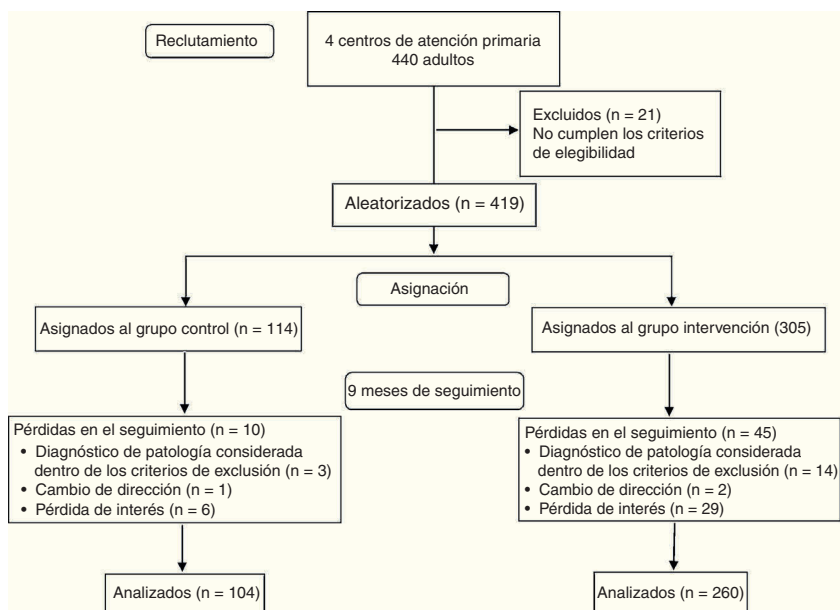 Reclutamiento
4 centros de atención primaria
440 adultos
Excluidos (n = 21)
No cumplen los criterios
de elegibilidad
Aleatorizados (n = 419)
Asignación
Asignados al grupo control (n = 114)
Asignados al grupo intervención (305)
9 meses de seguimiento
Pérdidas en el seguimiento (n = 10)
• Diagnóstico de patología considerada
dentro de los criterios de exclusión (n = 3)
• Cambio de dirección (n = 1)
• Pérdida de interés (n = 6)
Pérdidas en el seguimiento (n = 45)
• Diagnóstico de patología considerada
dentro de los criterios de exclusión (n = 14)
• Cambio de dirección (n = 2)
• Pérdida de interés (n = 29)
Analizados (n = 104)
Analizados (n = 260)